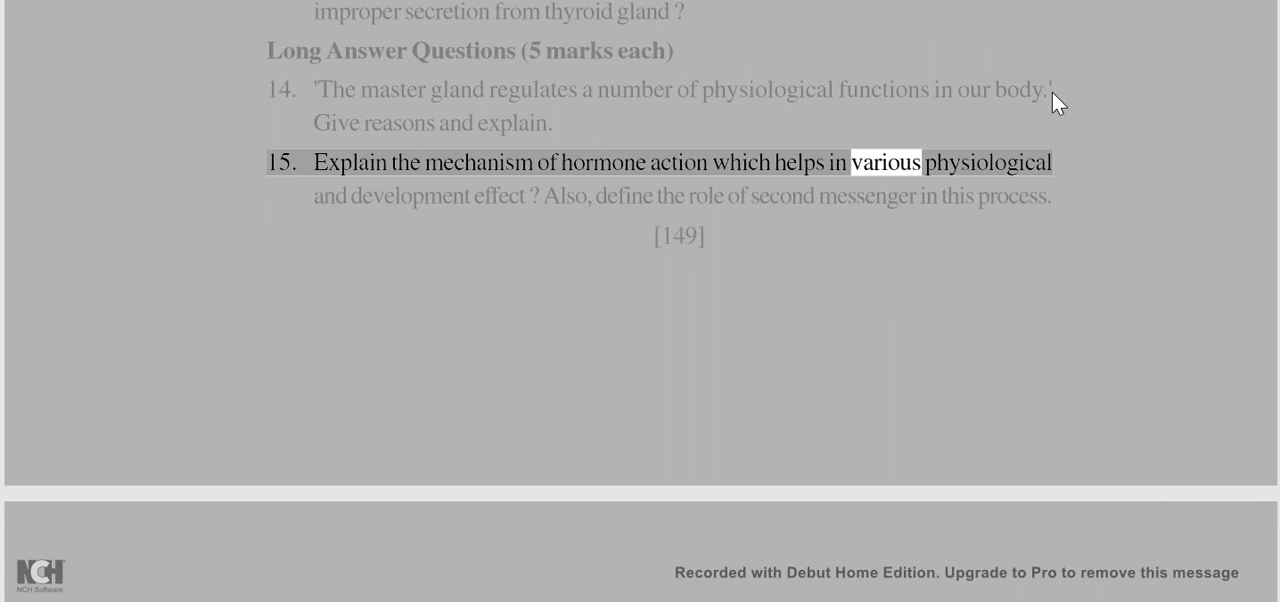 improper secretion from thyroid gland ?
Long Answer Questions (5 marks each)
14. 'The master gland regulates a number of physiological functions in our body.'
Give reasons and explain.
15. Explain the mechanism of hormone action which helps in various physiological
and development effect ? Also, define the role of second messenger in this process.
[149]
NCH
NCH Software
Recorded with Debut Home Edition. Upgrade to Pro to remove this message